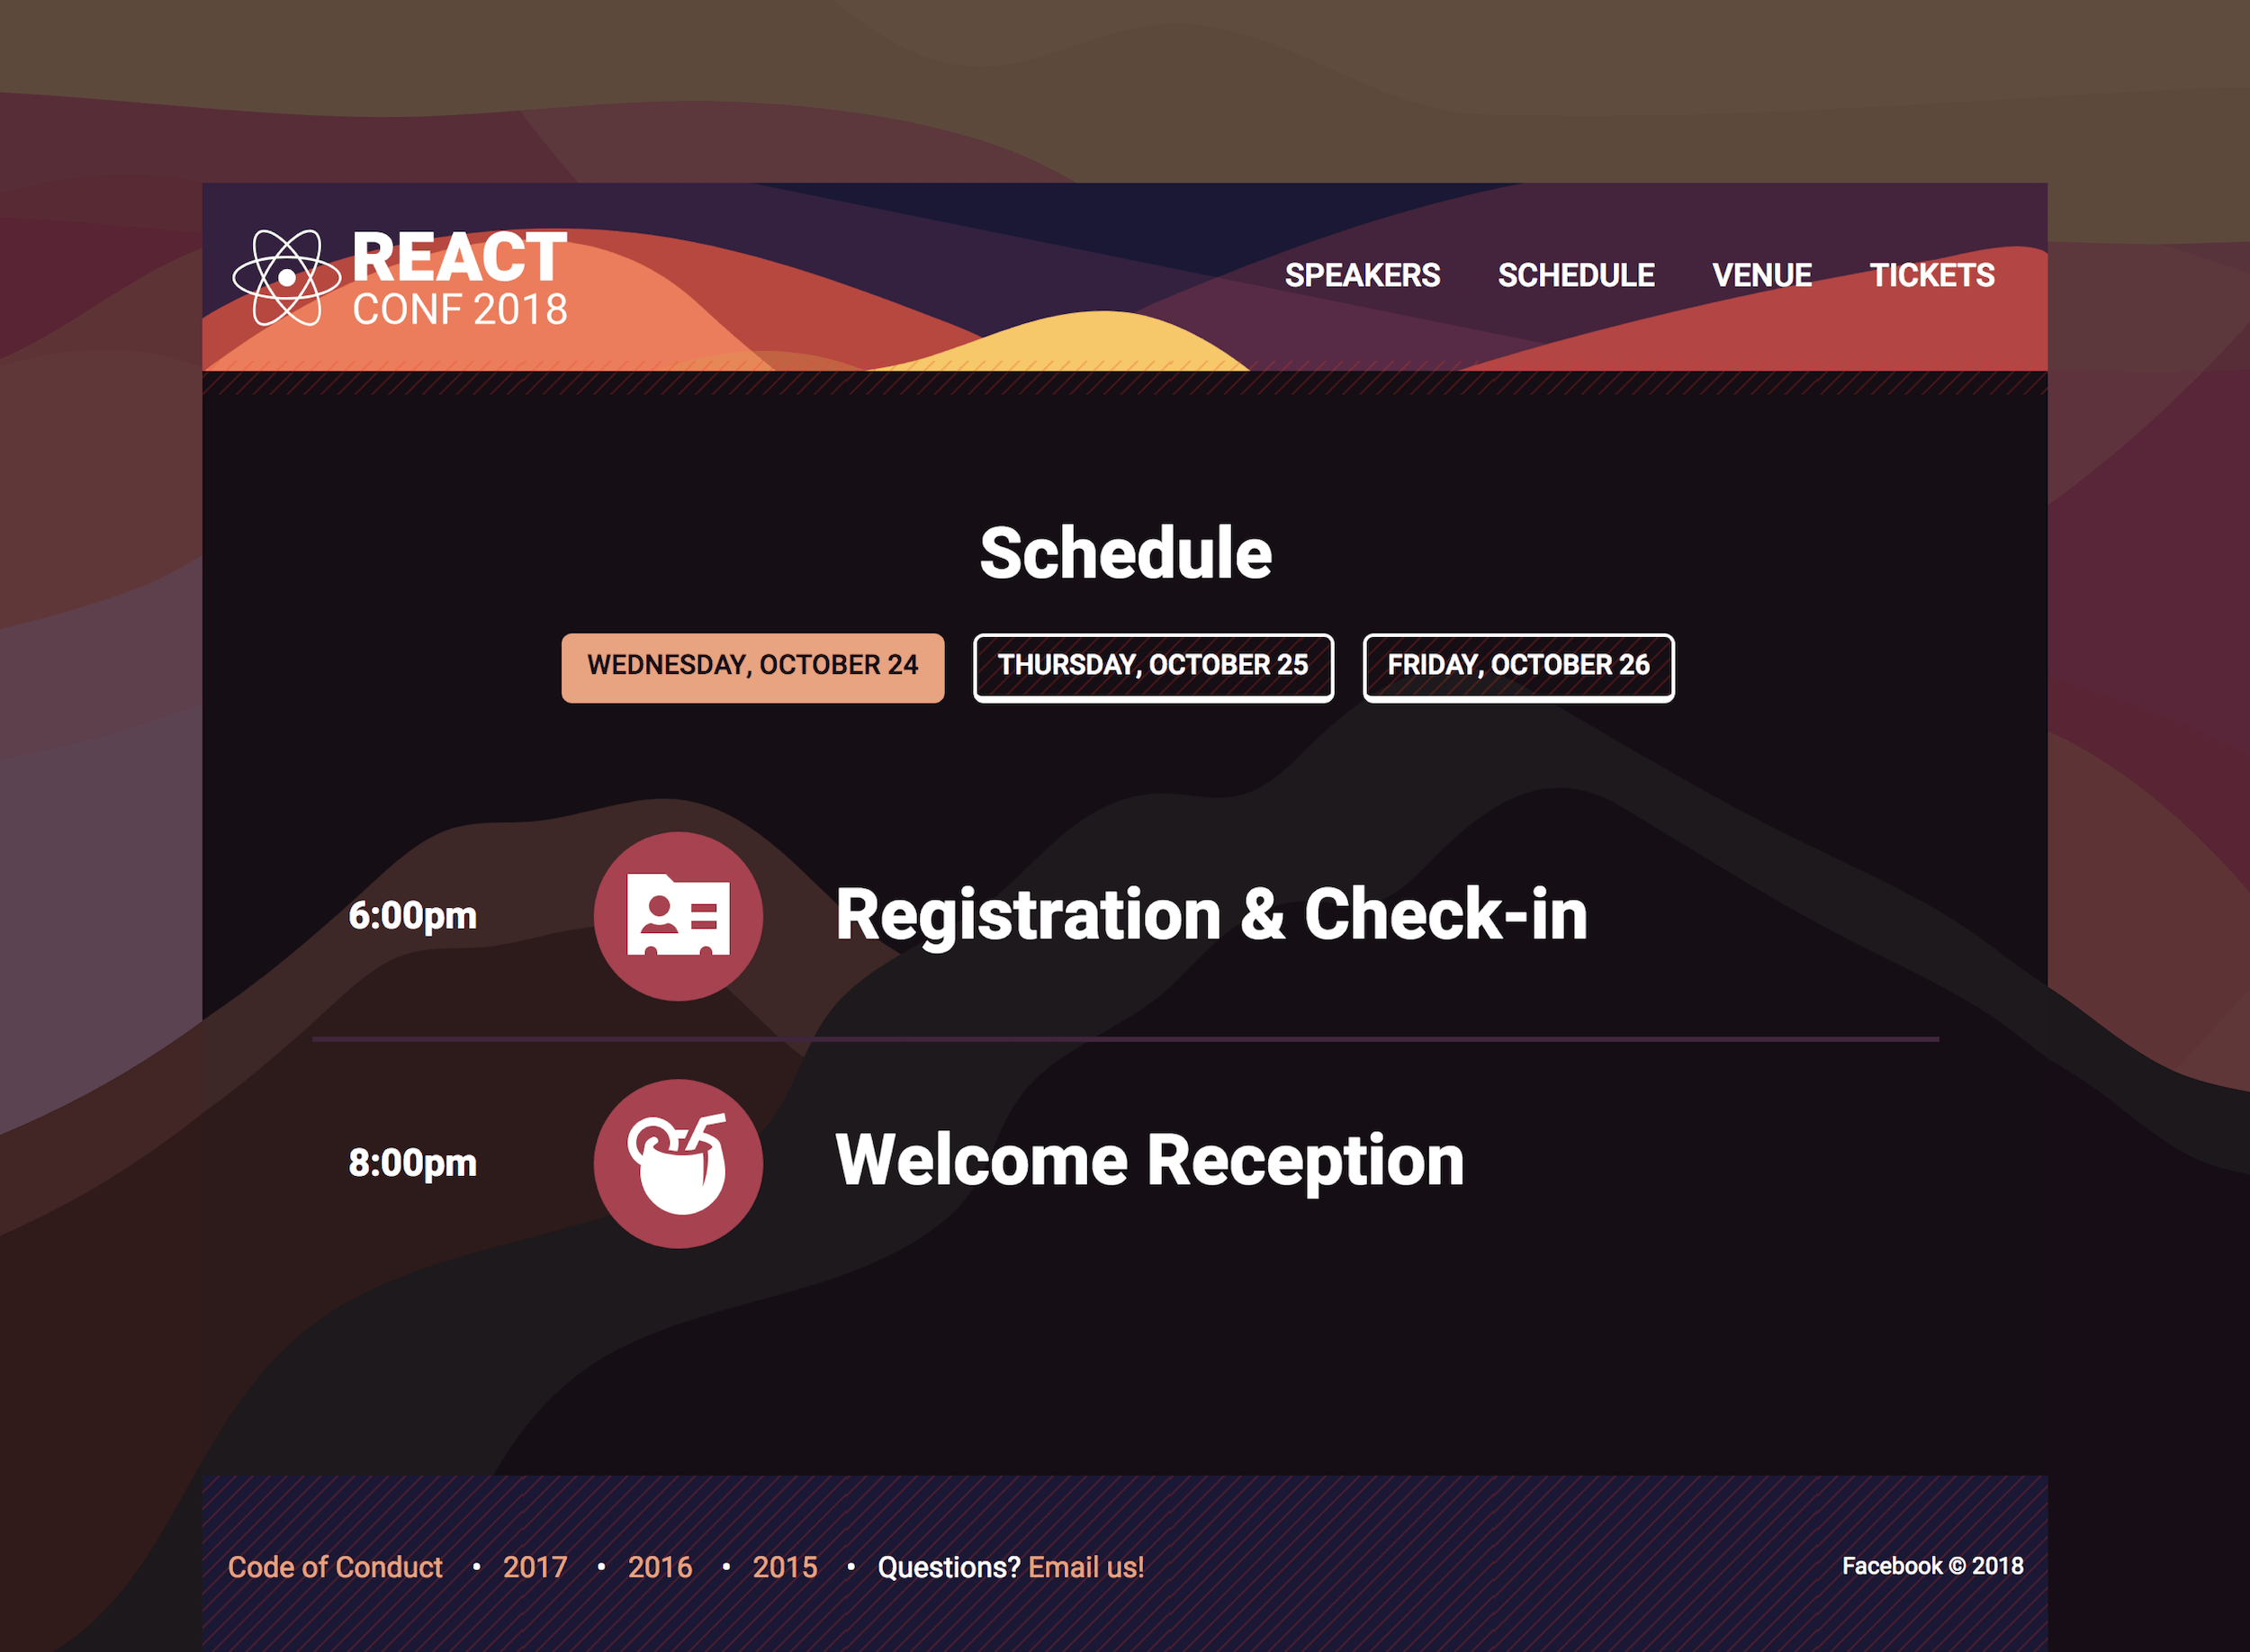 REACT
CONF 2018
SPEAKERS SCHEDULE VENUE TICKETS
Schedule
WEDNESDAY, OCTOBER 24 THURSDAY, OCTOBER 25 FRIDAY, OCTOBER 26
6:00pm Registration & Check-in
8:00pm Welcome Reception
Code of Conduct • 2017 • 2016 • 2015 • Questions? Email us! Facebook © 2018